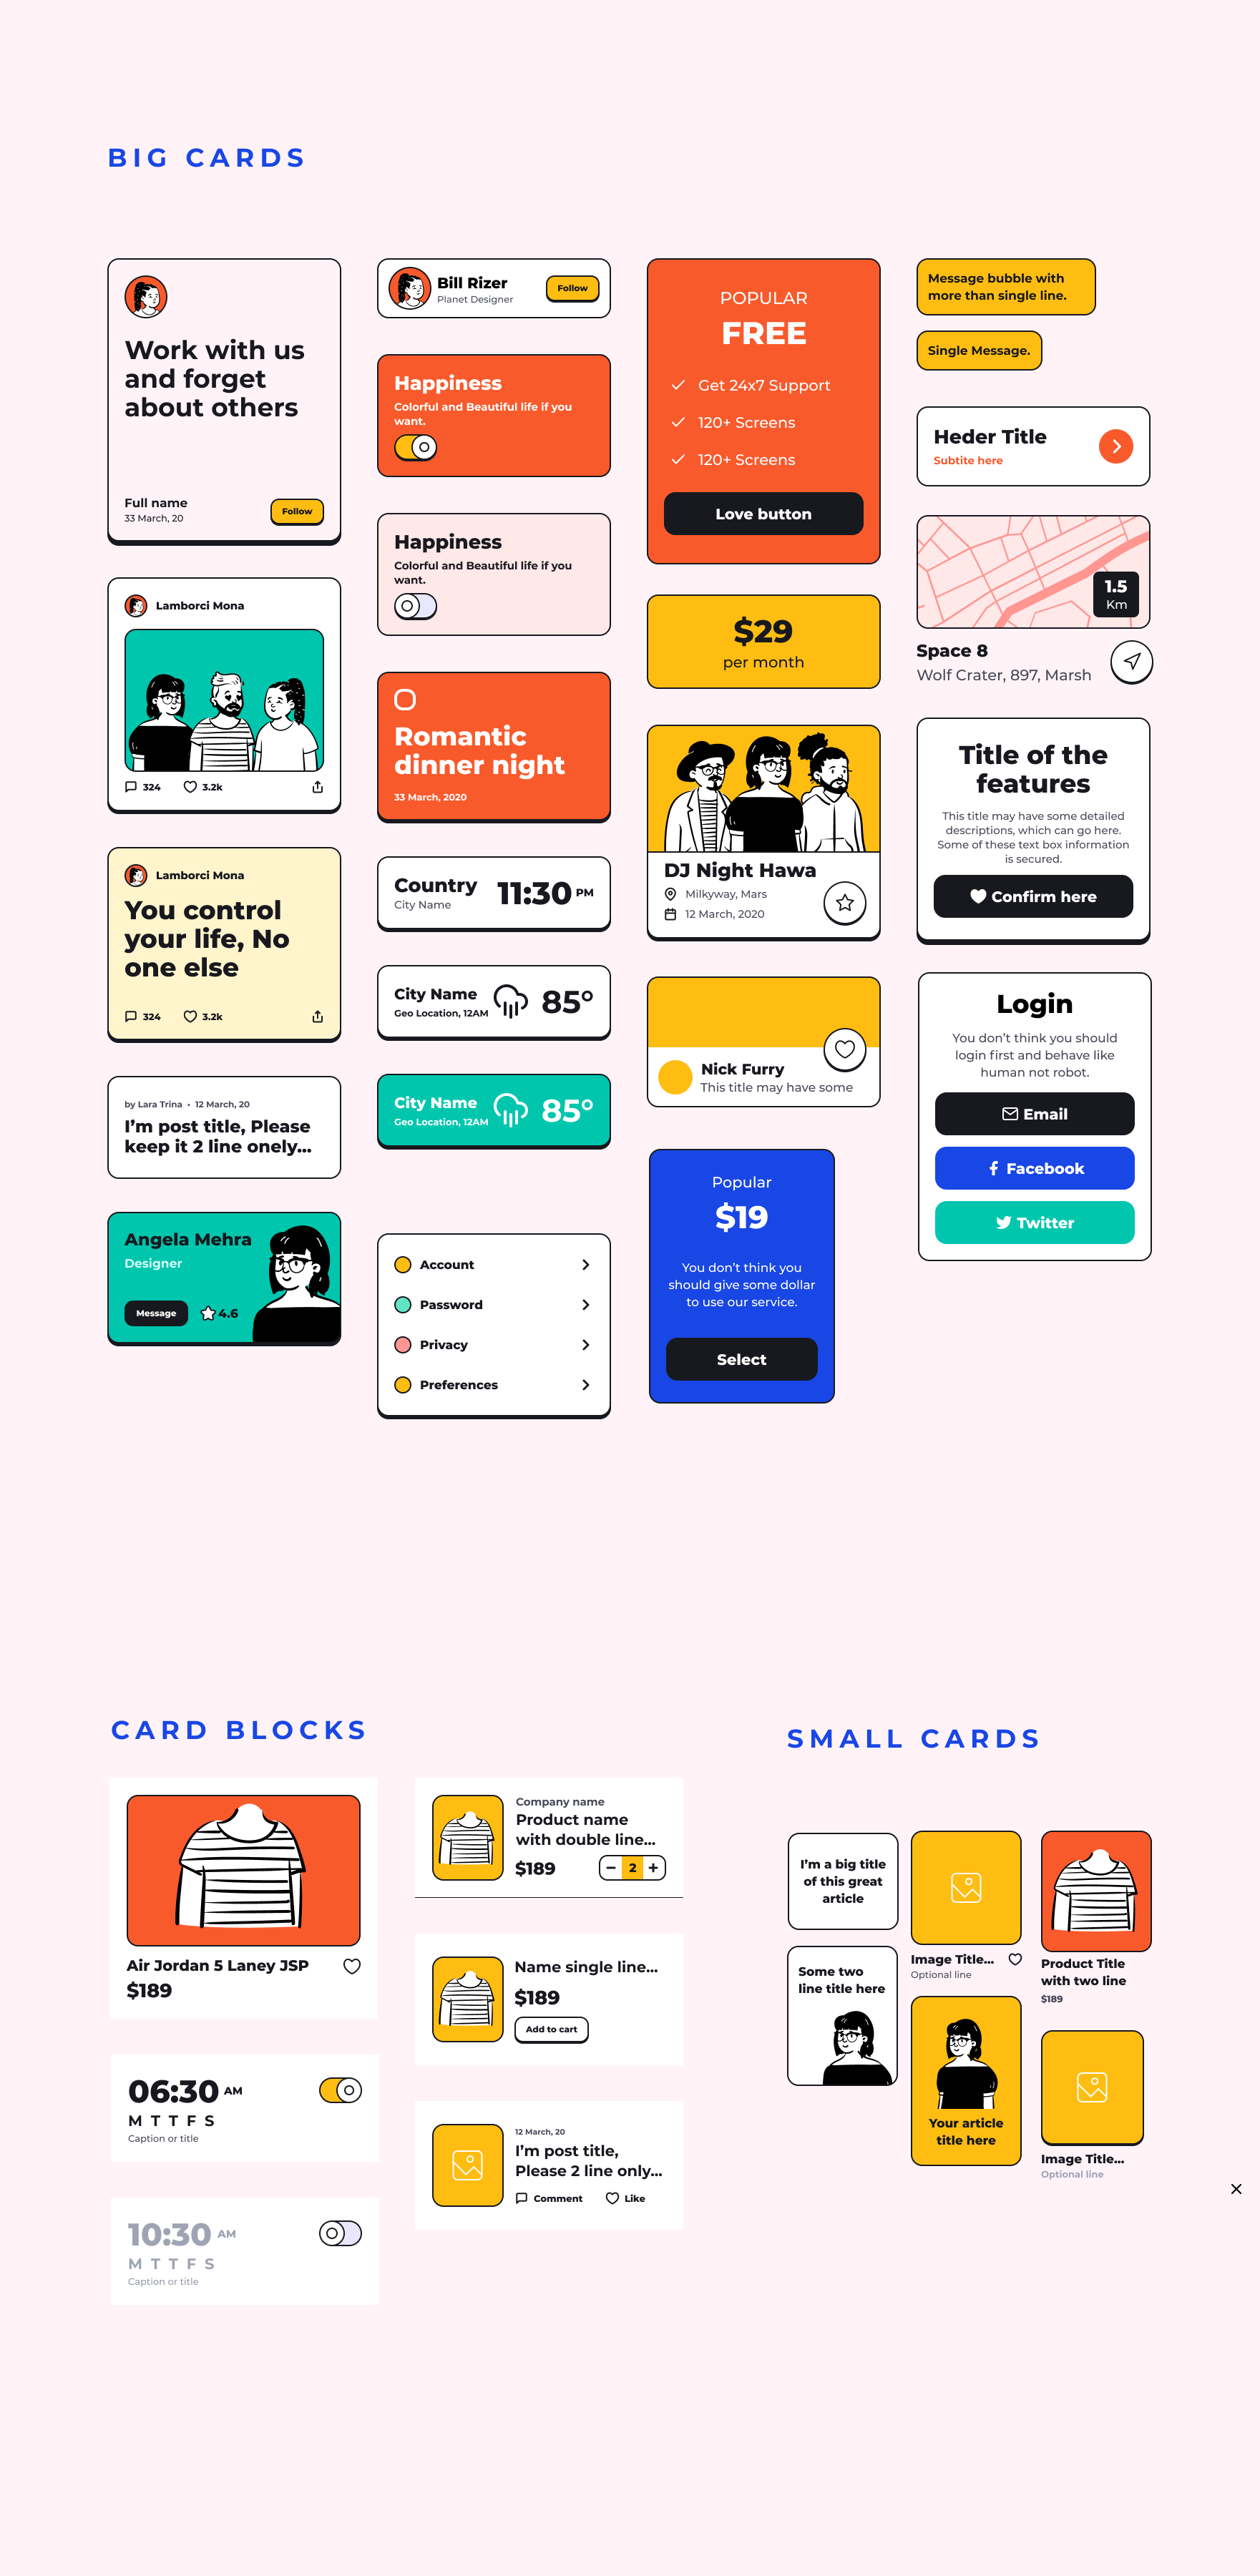 BIG CARDS
Work with us
and forget
about others
Full name
33 March, 20
Follow
Lamborci Mona
324
3.2k
Lamborci Mona
You control
your life, No
one else
324
3.2k
by Lara Trina • 12 March, 20
I'm post title, Please
keep it 2 line onely...
Angela Mehra
Designer
Message
4.6
Bill Rizer
Planet Designer
Follow
Happiness
Colorful and Beautiful life if you
want.
Happiness
Colorful and Beautiful life if you
want.
Romantic
dinner night
33 March, 2020
Country
City Name
11:30 PM
City Name
Geo Location, 12AM
85°
City Name
Geo Location, 12AM
85°
Account
Password
Privacy
Preferences
POPULAR
FREE
Get 24x7 Support
120+ Screens
120+ Screens
Love button
$29
per month
DJ Night Hawa
Milkyway, Mars
12 March, 2020
Nick Furry
This title may have some
Popular
$19
You don't think you
should give some dollar
to use our service.
Select
Message bubble with
more than single line.
Single Message.
Heder Title
Subtite here
1.5
Km
Space 8
Wolf Crater, 897, Marsh
Title of the
features
This title may have some detailed
descriptions, which can go here.
Some of these text box information
is secured.
Confirm here
Login
You don't think you should
login first and behave like
human not robot.
Email
Facebook
Twitter
CARD BLOCKS
Air Jordan 5 Laney JSP
$189
06:30 AM
M T T F S
Caption or title
10:30 AM
M T T F S
Caption or title
Company name
Product name
with double line...
$189
2
Name single line...
$189
Add to cart
12 March, 20
I'm post title,
Please 2 line only...
Comment
Like
SMALL CARDS
I'm a big title
of this great
article
Some two
line title here
Image Title...
Optional line
Your article
title here
Product Title
with two line
$189
Image Title...
Optional line